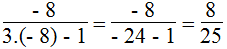 - 8 / 3.(- 8) - 1 = - 8 / - 24 - 1 = 8 / 25